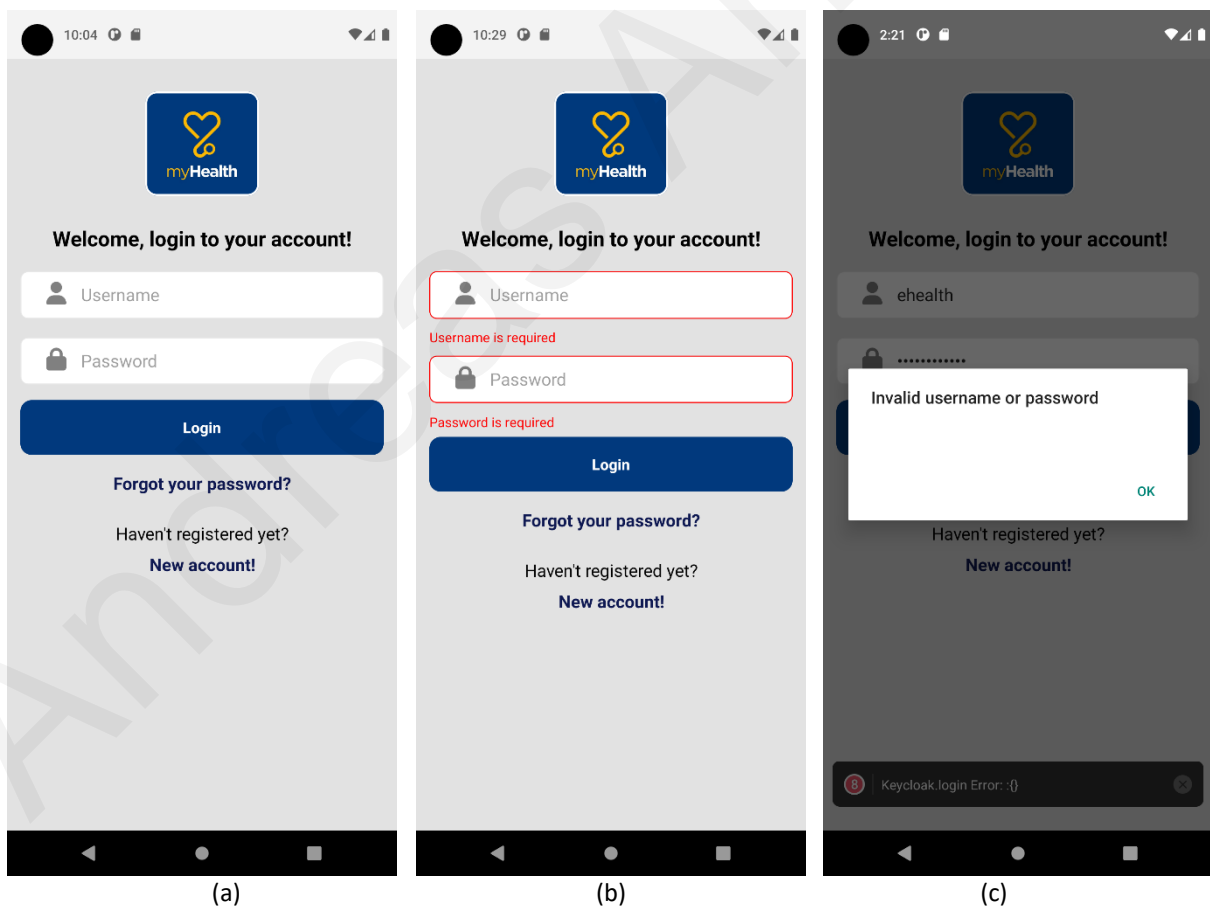 10:04
myHealth
Welcome, login to your account!
Username
Password
Login
Forgot your password?
Haven't registered yet?
New account!
(a)
10:29
myHealth
Welcome, login to your account!
Username
Username is required
Password
Password is required
Login
Forgot your password?
Haven't registered yet?
New account!
(b)
2:21
myHealth
Welcome, login to your account!
ehealth
••••••••••••
Invalid username or password
OK
Haven't registered yet?
New account!
8 Keycloak.login Error: :{}
(c)
Andreas